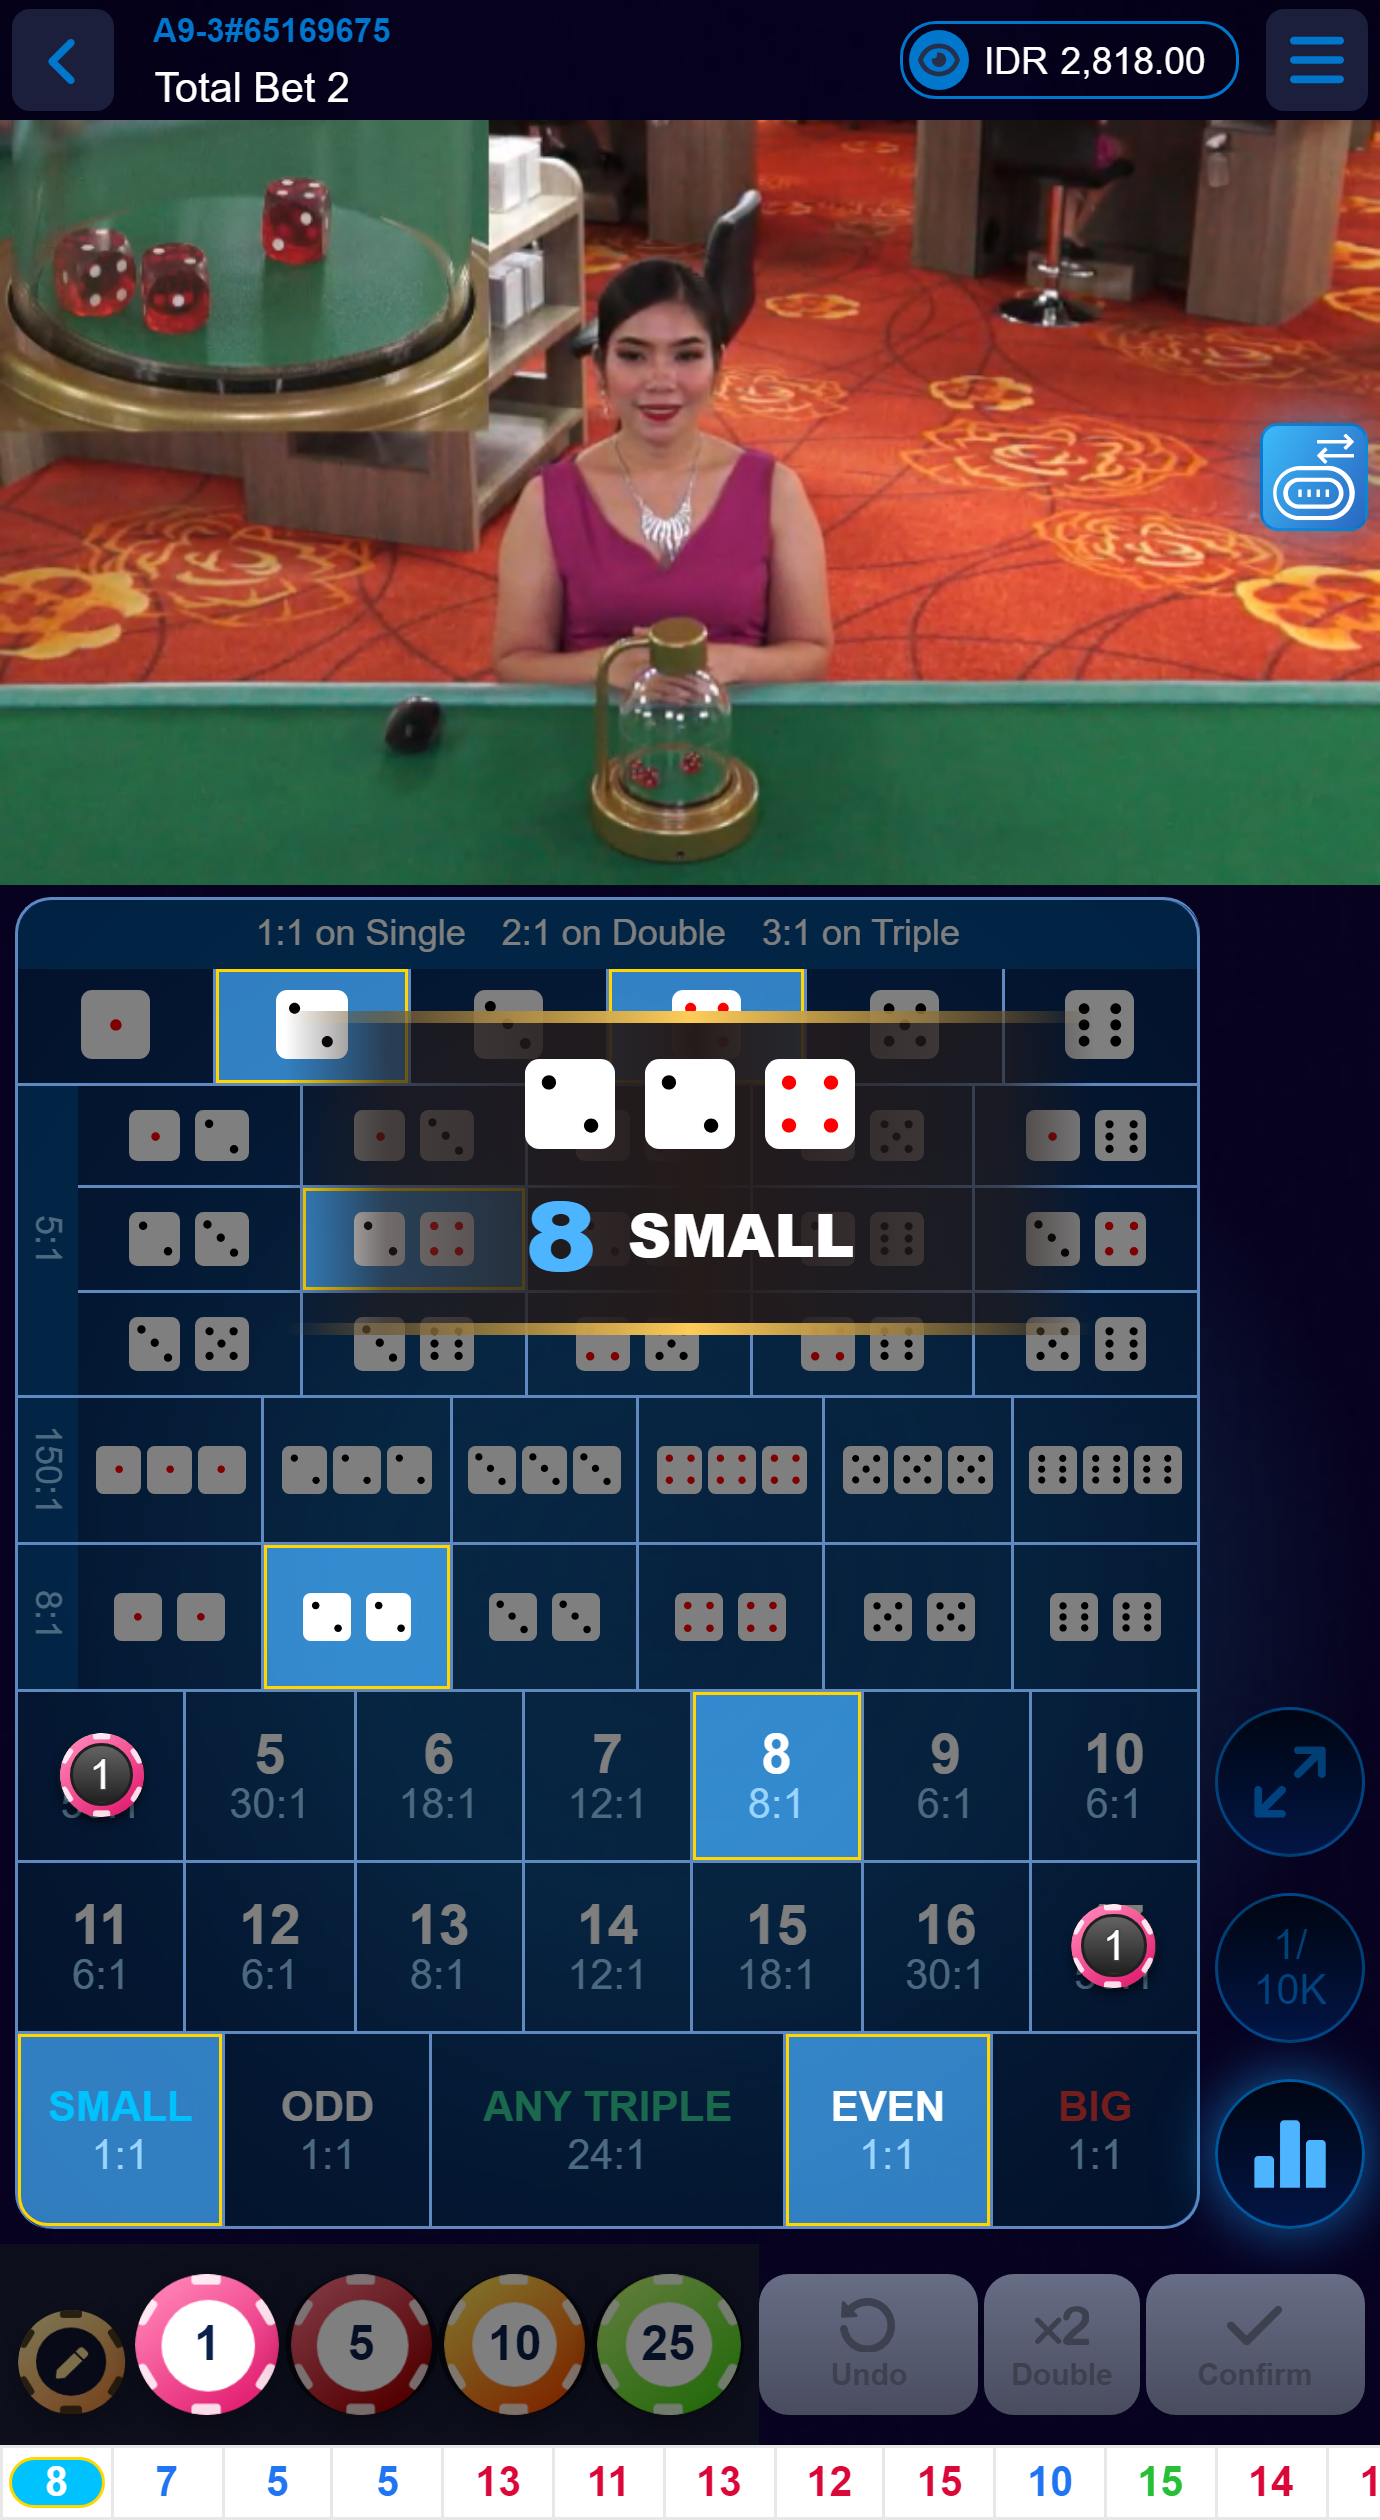 A9-3#65169675
Total Bet 2
IDR 2,818.00
1:1 on Single 2:1 on Double 3:1 on Triple
8 SMALL
5:1
150:1
8:1
1 5 6 7 8 9 10
30:1 18:1 12:1 8:1 6:1 6:1
11 12 13 14 15 16 1
6:1 6:1 8:1 12:1 18:1 30:1
1/
10K
SMALL ODD ANY TRIPLE EVEN BIG
1:1 1:1 24:1 1:1 1:1
1 5 10 25
Undo x2 Double Confirm
8 7 5 5 13 11 13 12 15 10 15 14 1